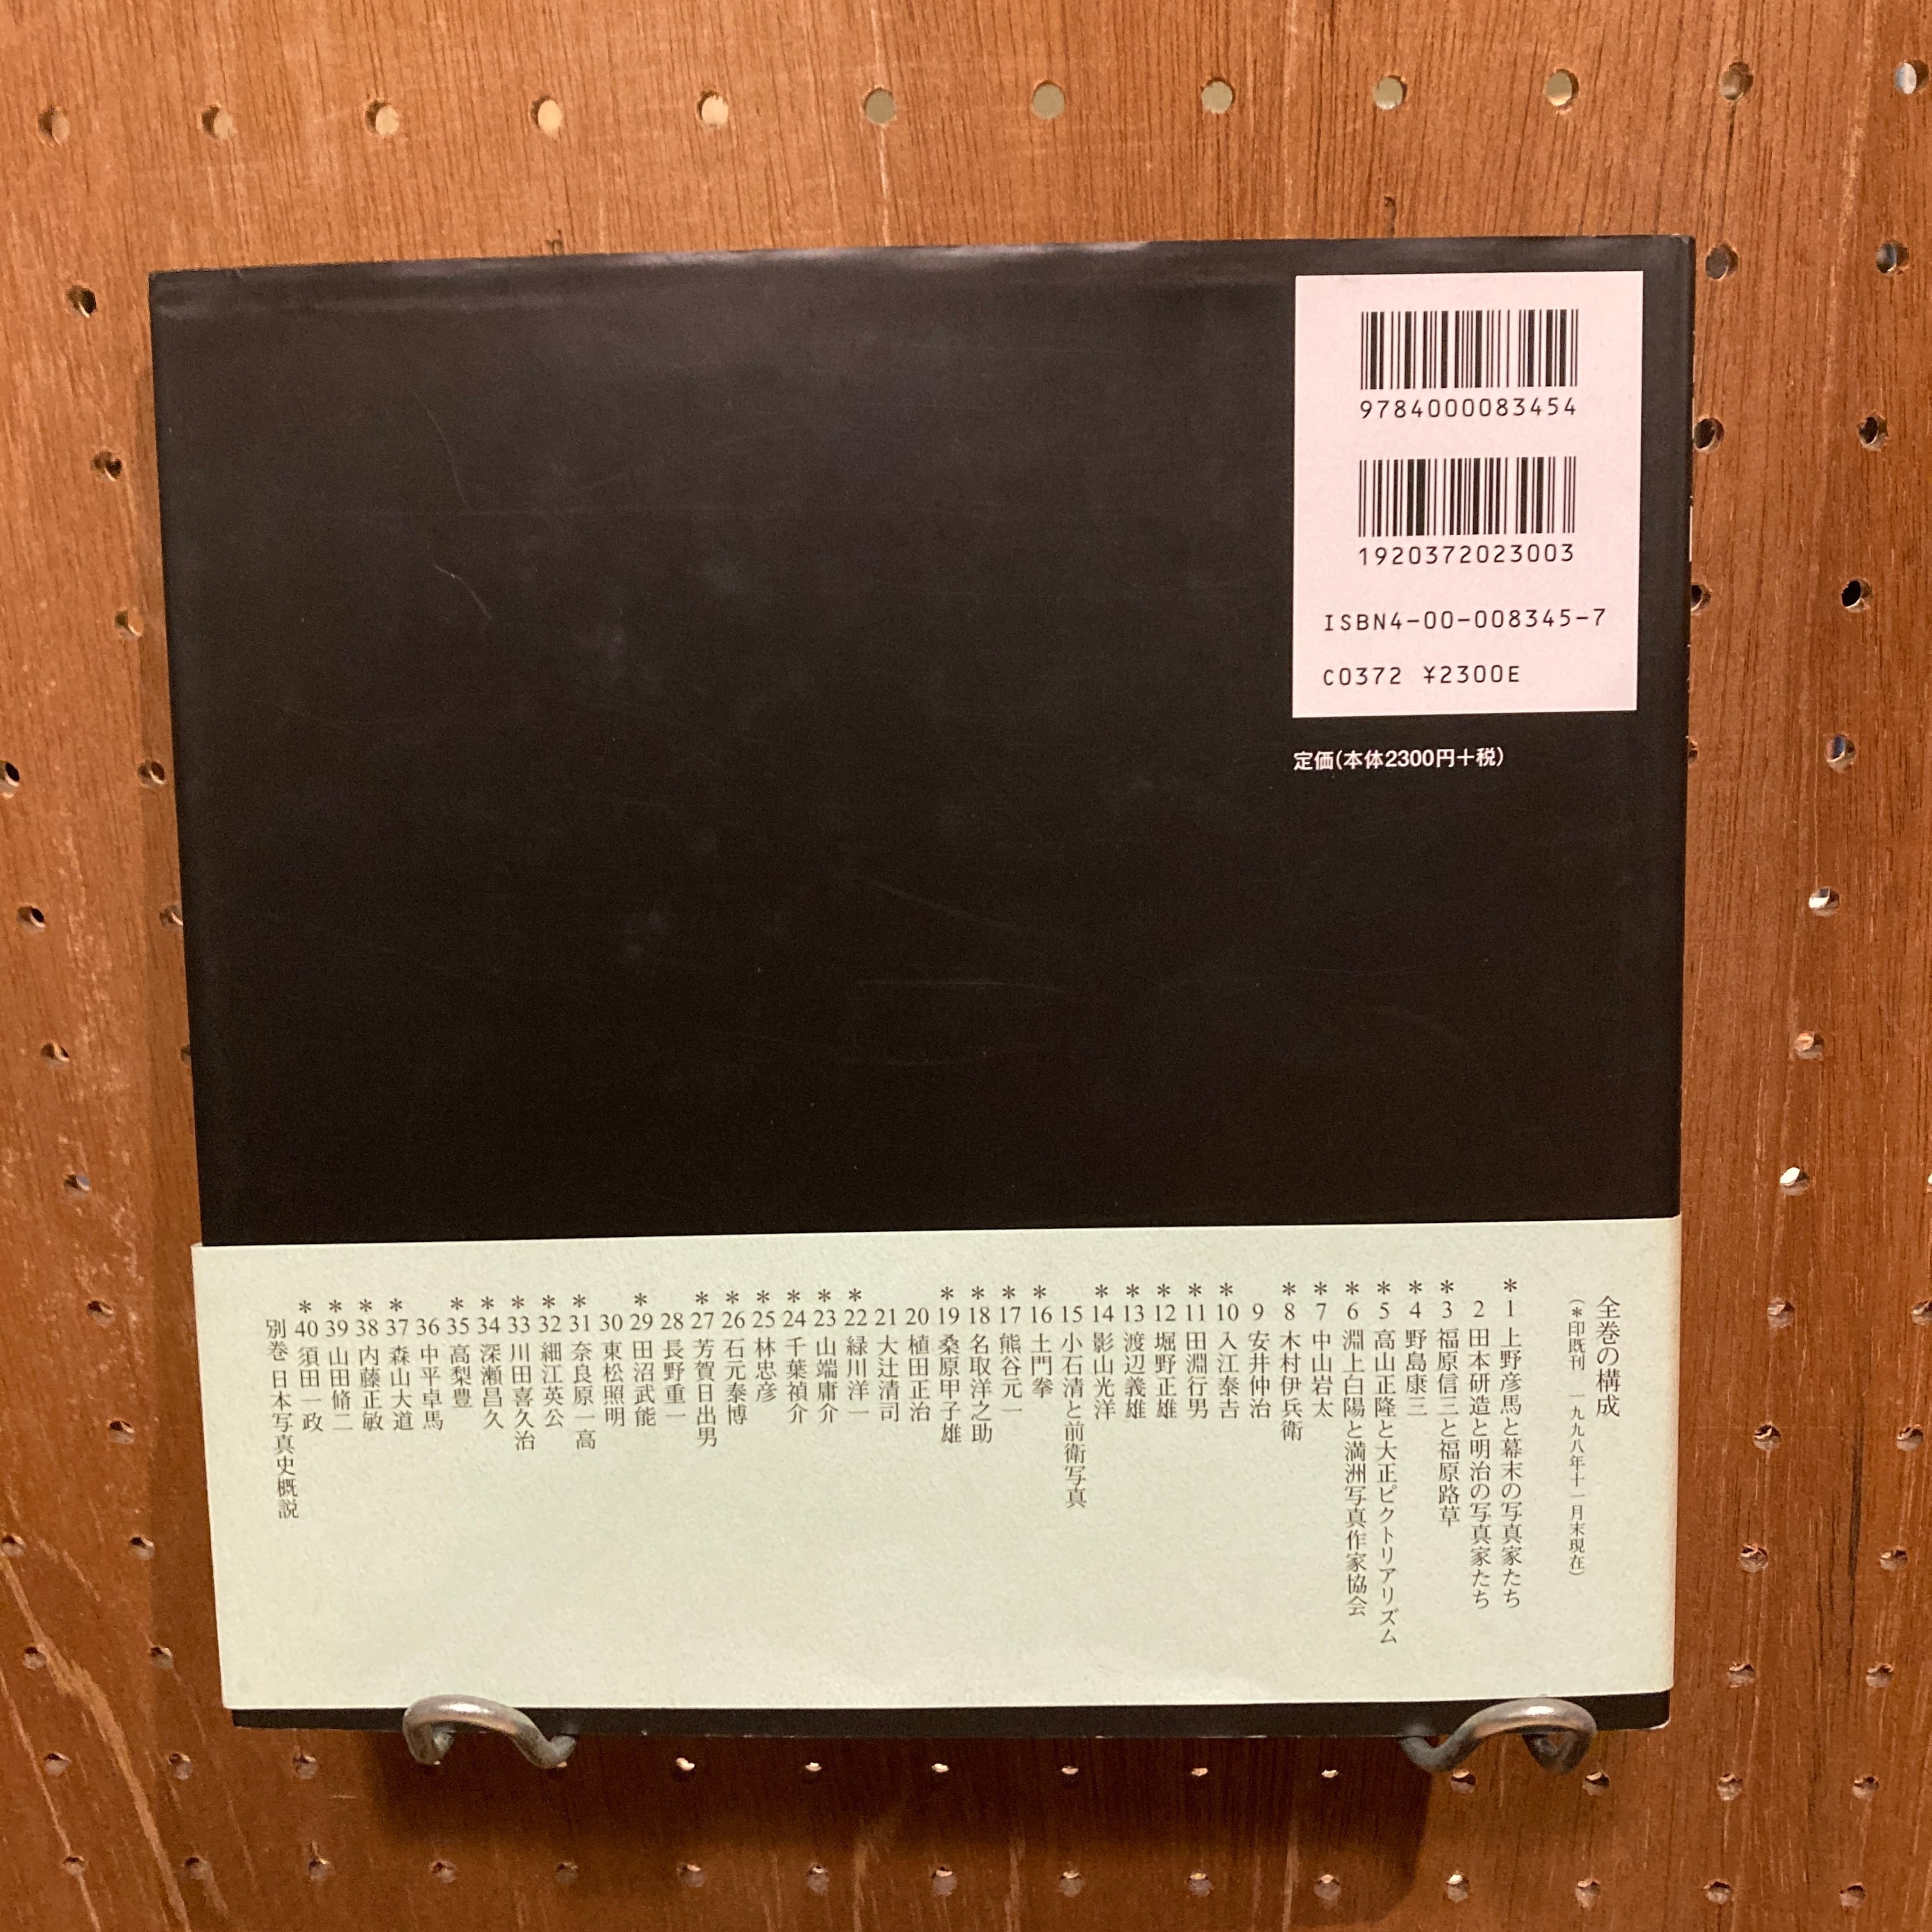 9784000083454
1920372023003
ISBN4-00-008345-7
C0372 ¥2300E
定価(本体2300円+税)
全巻の構成
(*印既刊 一九九八年十一月末現在)
*1 上野彦馬と幕末の写真家たち
2 田本研造と明治の写真家たち
*3 福原信三と福原路草
*4 野島康三
*5 高山正隆と大正ピクトリアリズム
*6 淵上白陽と満洲写真作家協会
*7 中山岩太
*8 木村伊兵衛
9 安井仲治
*10 入江泰吉
*11 田淵行男
*12 堀野正雄
*13 渡辺義雄
*14 影山光洋
15 小石清と前衛写真
*16 土門拳
*17 熊谷元一
*18 名取洋之助
*19 桑原甲子雄
20 植田正治
21 大辻清司
*22 緑川洋一
*23 山端庸介
*24 千葉禎介
*25 林忠彦
*26 石元泰博
*27 芳賀日出男
28 長野重一
*29 田沼武能
30 東松照明
*31 奈良原一高
*32 細江英公
*33 川田喜久治
*34 深瀬昌久
*35 高梨豊
36 中平卓馬
*37 森山大道
*38 内藤正敏
*39 山田脩二
*40 須田一政
別巻 日本写真史概説